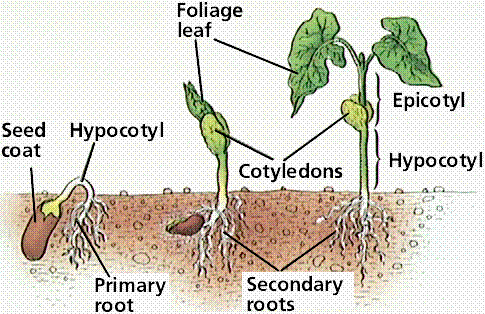 Foliage
leaf
Seed
coat
Hypocotyl
Epicotyl
Cotyledons
Hypocotyl
Primary
root
Secondary
roots